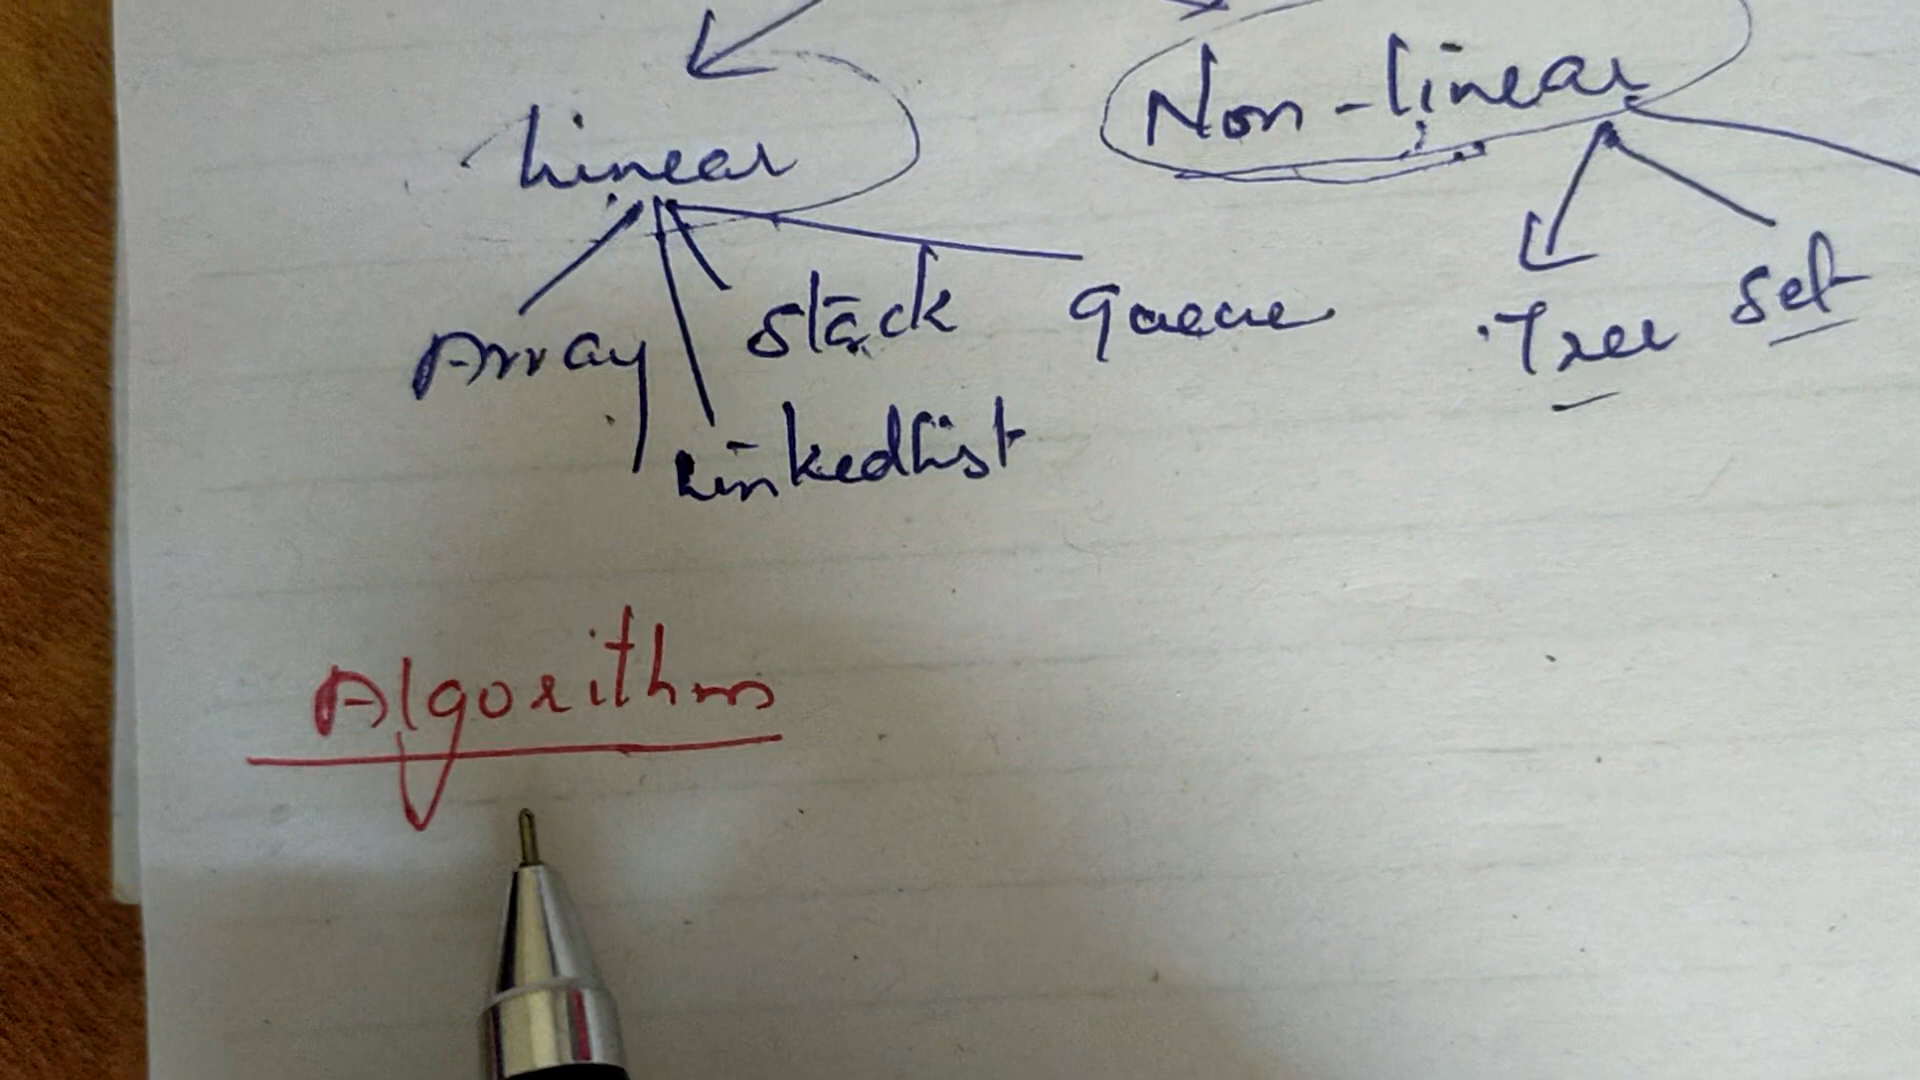 Linear Non-linear
Array Stack Queue Tree Set
LinkedList
Algorithms